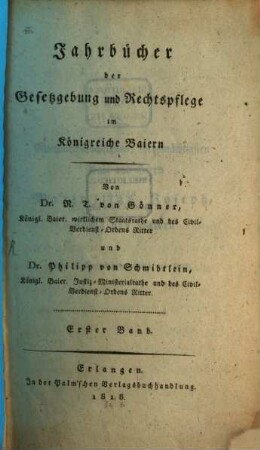 Jahrbücher
der
Gesetzgebung und Rechtspflege
im
Königreiche Baiern
Von
Dr. N. T. von Gönner,
Königl. Baier. wirklichem Staatsrathe und des Civil-
Verdienst-Ordens Ritter
und
Dr. Philipp von Schmidtlein,
Königl. Baier. Justiz-Ministerialrathe und des Civil-
Verdienst-Ordens Ritter.
Erster Band.
Erlangen.
In der Palm'schen Verlagsbuchhandlung.
1818.